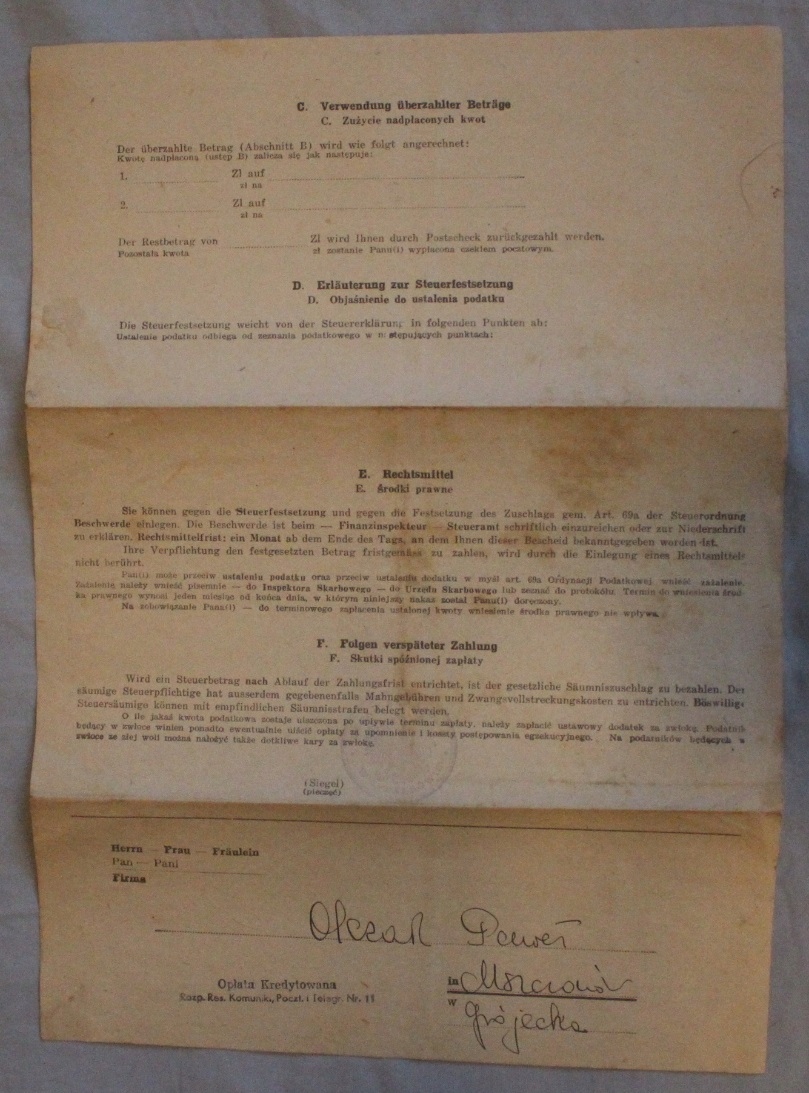 C. Verwendung überzahlter Beträge
C. Zużycie nadpłaconych kwot
Der überzahlte Betrag (Abschnitt B) wird wie folgt angerechnet:
Kwotę nadpłaconą (ustęp B) zalicza się jak następuje:
1. Zl auf
zł na
2. Zl auf
zł na
Der Restbetrag von Zl wird Ihnen durch Postscheck zurückgezahlt werden.
Pozostała kwota zł zostanie Panu(i) wypłacona czekiem pocztowym.
D. Erläuterung zur Steuerfestsetzung
D. Objaśnienie do ustalenia podatku
Die Steuerfestsetzung weicht von der Steuererklärung in folgenden Punkten ab:
Ustalenie podatku odbiega od zeznania podatkowego w następujących punktach:
E. Rechtsmittel
E. Środki prawne
Sie können gegen die Steuerfestsetzung und gegen die Festsetzung des Zuschlags gem. Art. 69a der Steuerordnung
Beschwerde einlegen. Die Beschwerde ist beim — Finanzinspekteur — Steueramt schriftlich einzureichen oder zur Niederschrift
zu erklären. Rechtsmittelfrist: ein Monat ab dem Ende des Tags, an dem Ihnen dieser Bescheid bekanntgegeben worden ist.
Ihre Verpflichtung den festgesetzten Betrag fristgemäss zu zahlen, wird durch die Einlegung eines Rechtsmittels
nicht berührt.
Pan(i) może przeciw ustaleniu podatku oraz przeciw ustaleniu dodatku w myśl art. 69a Ordynacji Podatkowej wnieść zażalenie.
Zażalenie należy wnieść pisemnie — do Inspektora Skarbowego — do Urzędu Skarbowego lub zeznać do protokółu. Termin do wniesienia środ-
ka prawnego wynosi jeden miesiąc od końca dnia, w którym niniejszy nakaz został Panu(i) doręczony.
Na zobowiązanie Pana(i) — do terminowego zapłacenia ustalonej kwoty wniesienie środka prawnego nie wpływa.
F. Folgen verspäteter Zahlung
F. Skutki spóźnionej zapłaty
Wird ein Steuerbetrag nach Ablauf der Zahlungsfrist entrichtet, ist der gesetzliche Säumniszuschlag zu bezahlen. Der
säumige Steuerpflichtige hat ausserdem gegebenenfalls Mahngebühren und Zwangsvollstreckungskosten zu entrichten. Böswillige
Steuersäumige können mit empfindlichen Säumnisstrafen belegt werden.
O ile jakaś kwota podatkowa zostaje uiszczona po upływie terminu zapłaty, należy zapłacić ustawowy dodatek za zwłokę. Podatnik
będący w zwłoce winien ponadto ewentualnie uiścić opłaty za upomnienie i koszty postępowania egzekucyjnego. Na podatników będących w
zwłoce ze złej woli można nałożyć także dotkliwe kary za zwłokę.
(Siegel)
(pieczęć)
Herrn — Frau — Fräulein
Pan — Pani
Firma
Olczak Paweł
Opłata Kredytowana
Rozp. Res. Komunik. Poczt. i Telegr. Nr. 11
in Mszczonów
w Grójecka